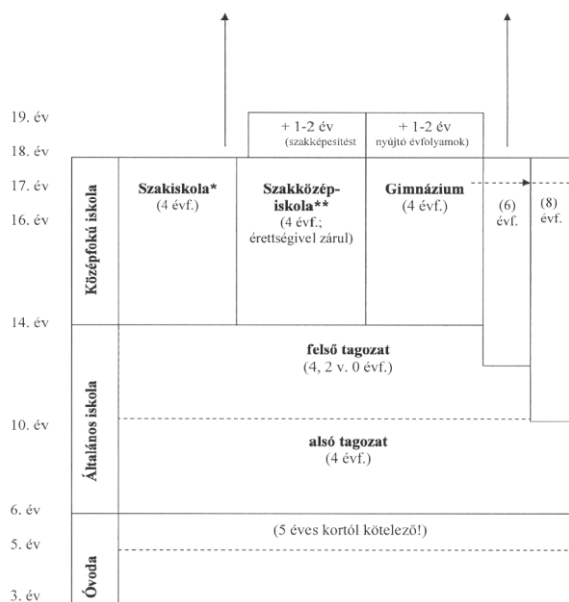 19. év
+ 1-2 év
(szakképesítést
+ 1-2 év
nyújtó évfolyamok)
18. év
17. év
16. év
Középfokú iskola
Szakiskola*
(4 évf.)
Szakközép-
iskola**
(4 évf.;
érettségivel zárul)
Gimnázium
(4 évf.)
(6)
évf.
(8)
évf.
14. év
Általános iskola
felső tagozat
(4, 2 v. 0 évf.)
10. év
alsó tagozat
(4 évf.)
6. év
Óvoda
(5 éves kortól kötelező!)
5. év
3. év